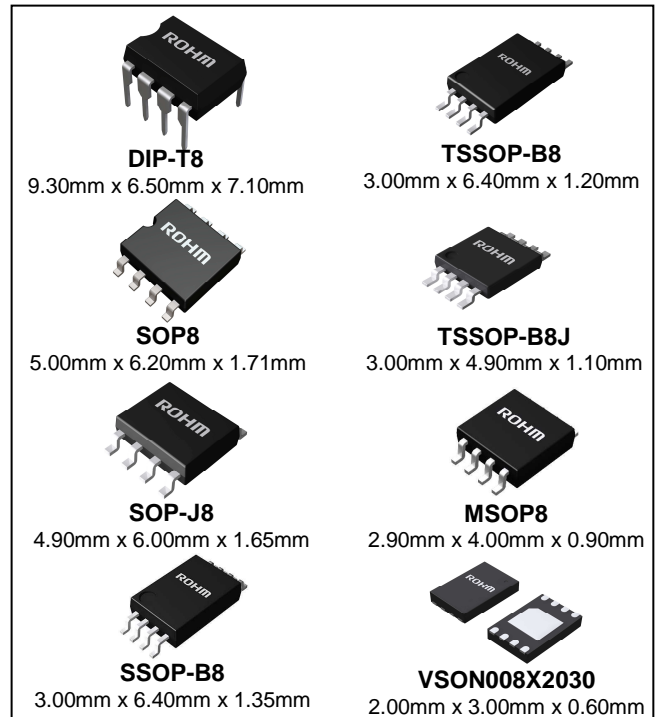 ROHM
DIP-T8
9.30mm x 6.50mm x 7.10mm
ROHM
TSSOP-B8
3.00mm x 6.40mm x 1.20mm
ROHM
SOP8
5.00mm x 6.20mm x 1.71mm
ROHM
TSSOP-B8J
3.00mm x 4.90mm x 1.10mm
ROHM
SOP-J8
4.90mm x 6.00mm x 1.65mm
ROHM
MSOP8
2.90mm x 4.00mm x 0.90mm
ROHM
SSOP-B8
3.00mm x 6.40mm x 1.35mm
ROHM
VSON008X2030
2.00mm x 3.00mm x 0.60mm